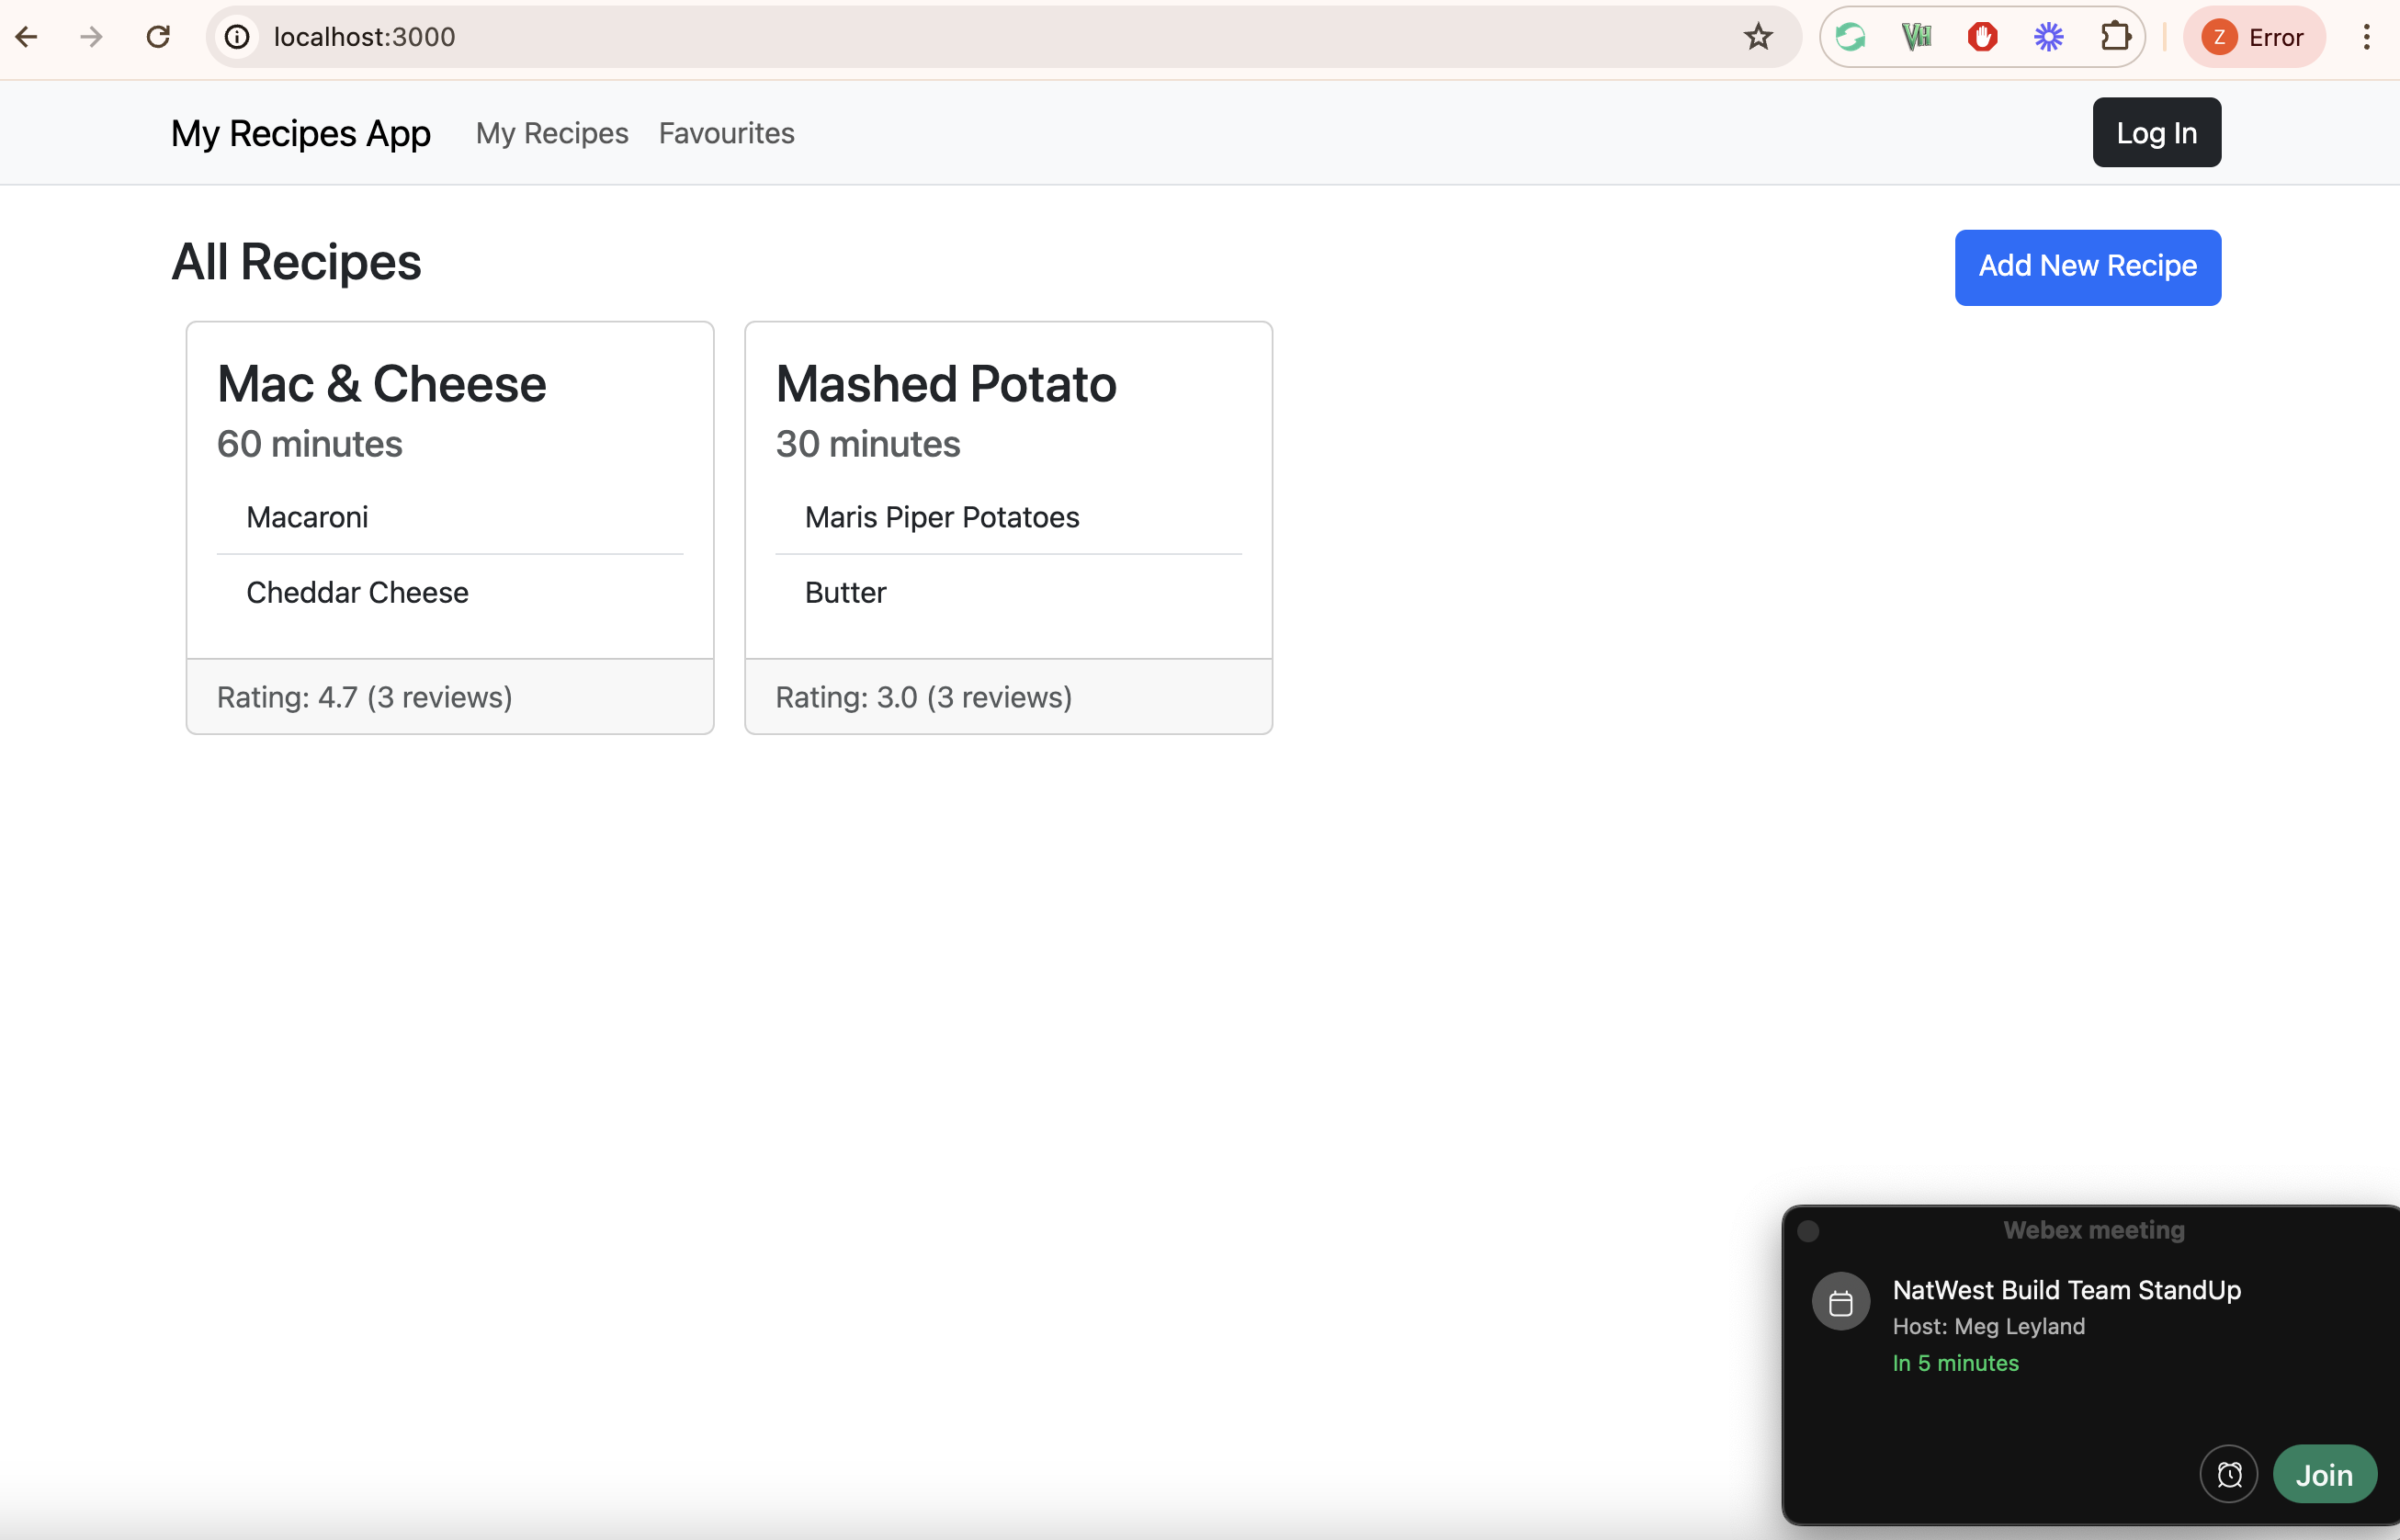 localhost:3000
VH
Z Error
My Recipes App My Recipes Favourites Log In
All Recipes Add New Recipe
Mac & Cheese
60 minutes
Macaroni
Cheddar Cheese
Rating: 4.7 (3 reviews)
Mashed Potato
30 minutes
Maris Piper Potatoes
Butter
Rating: 3.0 (3 reviews)
Webex meeting
NatWest Build Team StandUp
Host: Meg Leyland
In 5 minutes
Join